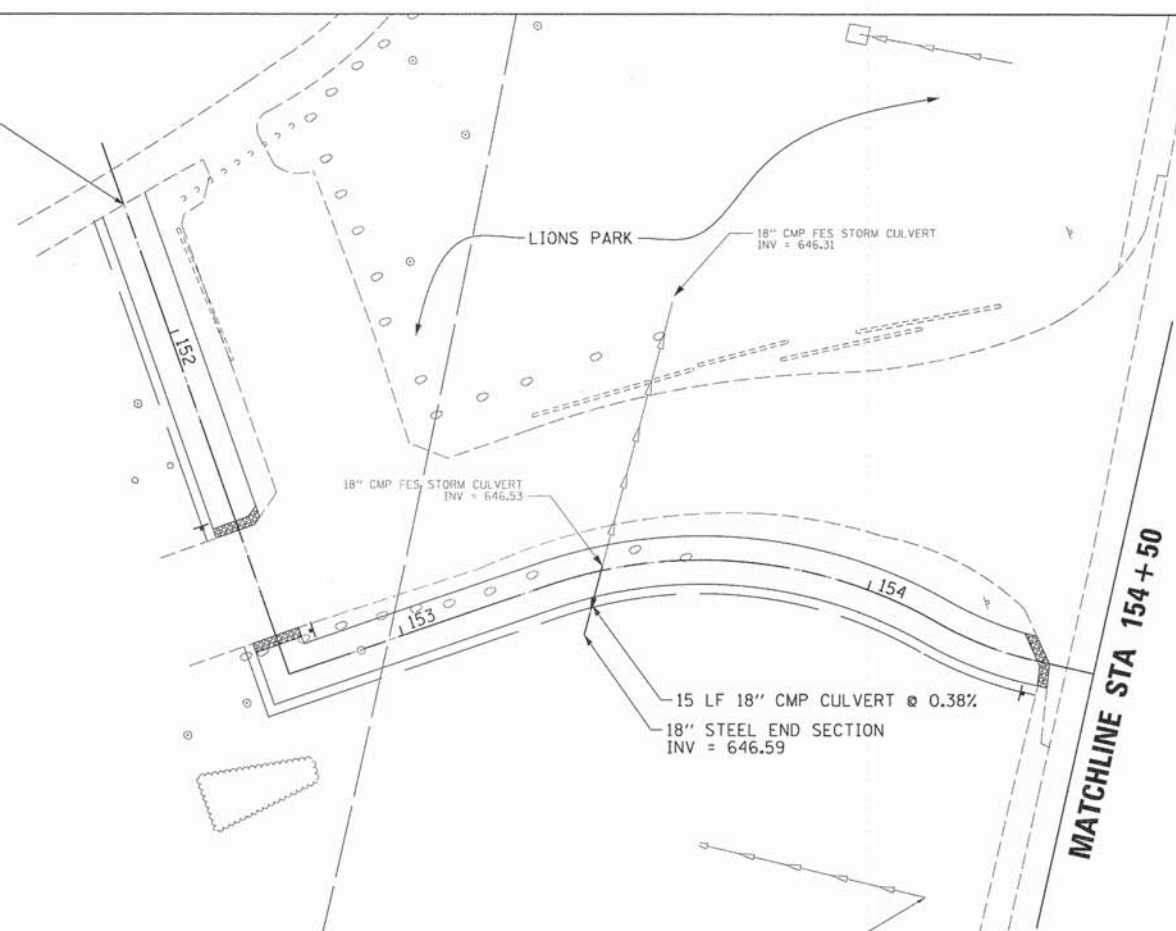 LIONS PARK
18" CMP FES STORM CULVERT
INV = 646.31
152
18" CMP FES STORM CULVERT
INV = 646.53
153
154
15 LF 18" CMP CULVERT @ 0.38%
18" STEEL END SECTION
INV = 646.59
MATCHLINE STA 154+50